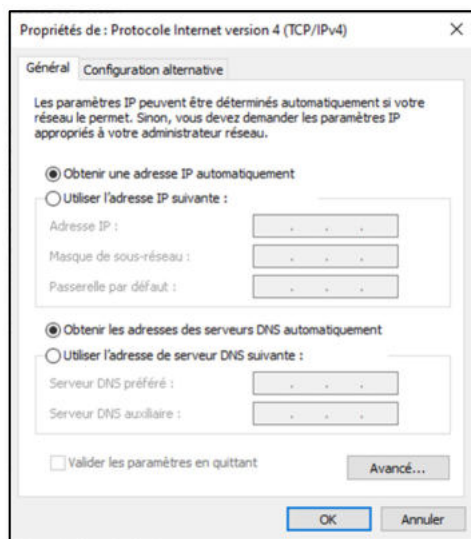 Propriétés de : Protocole Internet version 4 (TCP/IPv4)
Général
Configuration alternative
Les paramètres IP peuvent être déterminés automatiquement si votre
réseau le permet. Sinon, vous devez demander les paramètres IP
appropriés à votre administrateur réseau.
Obtenir une adresse IP automatiquement
Utiliser l'adresse IP suivante :
Adresse IP :
Masque de sous-réseau :
Passerelle par défaut :
Obtenir les adresses des serveurs DNS automatiquement
Utiliser l'adresse de serveur DNS suivante :
Serveur DNS préféré :
Serveur DNS auxiliaire :
Valider les paramètres en quittant
Avancé...
OK
Annuler